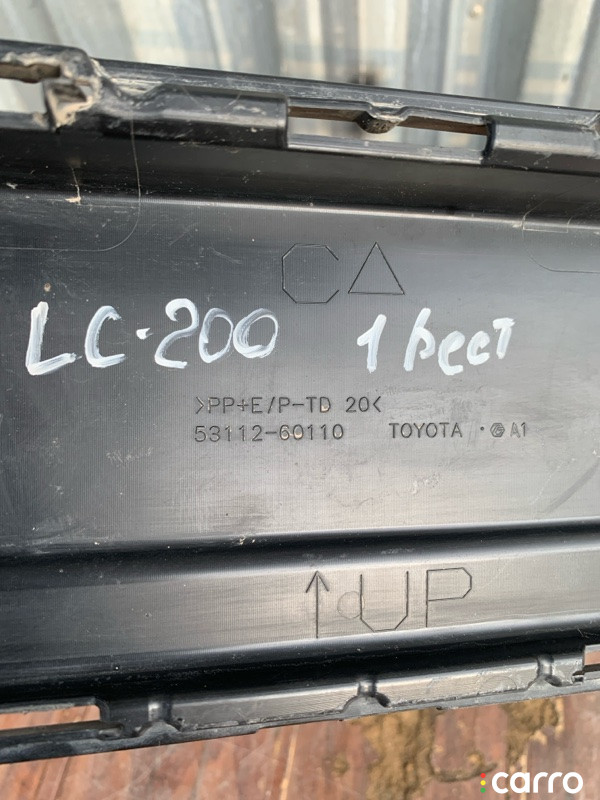 C△
LC-200 1 рест
>PP+E/P-TD 20<
53112-60110 TOYOTA · A1
↑ UP
carro